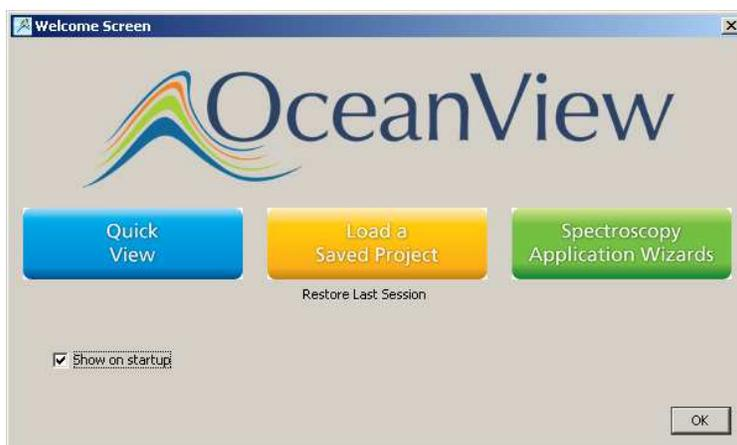 Welcome Screen
OceanView
Quick
View
Load a
Saved Project
Spectroscopy
Application Wizards
Restore Last Session
Show on startup
OK